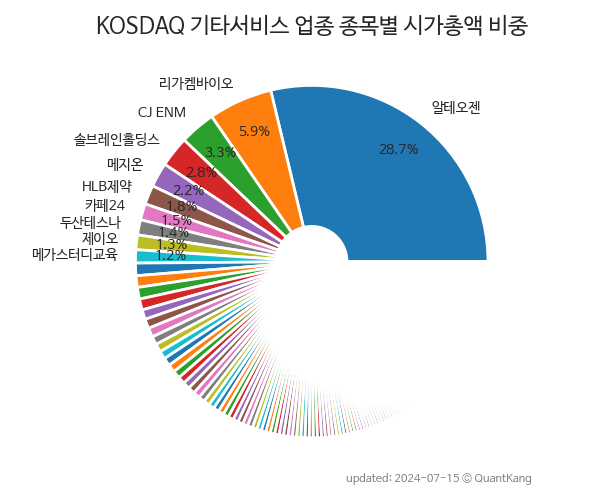 KOSDAQ 기타서비스 업종 종목별 시가총액 비중
알테오젠
28.7%
리가켐바이오
5.9%
CJ ENM
3.3%
솔브레인홀딩스
2.8%
메지온
2.2%
HLB제약
1.8%
카페24
1.5%
두산테스나
1.4%
제이오
1.3%
메가스터디교육
1.2%
updated: 2024-07-15 © QuantKang